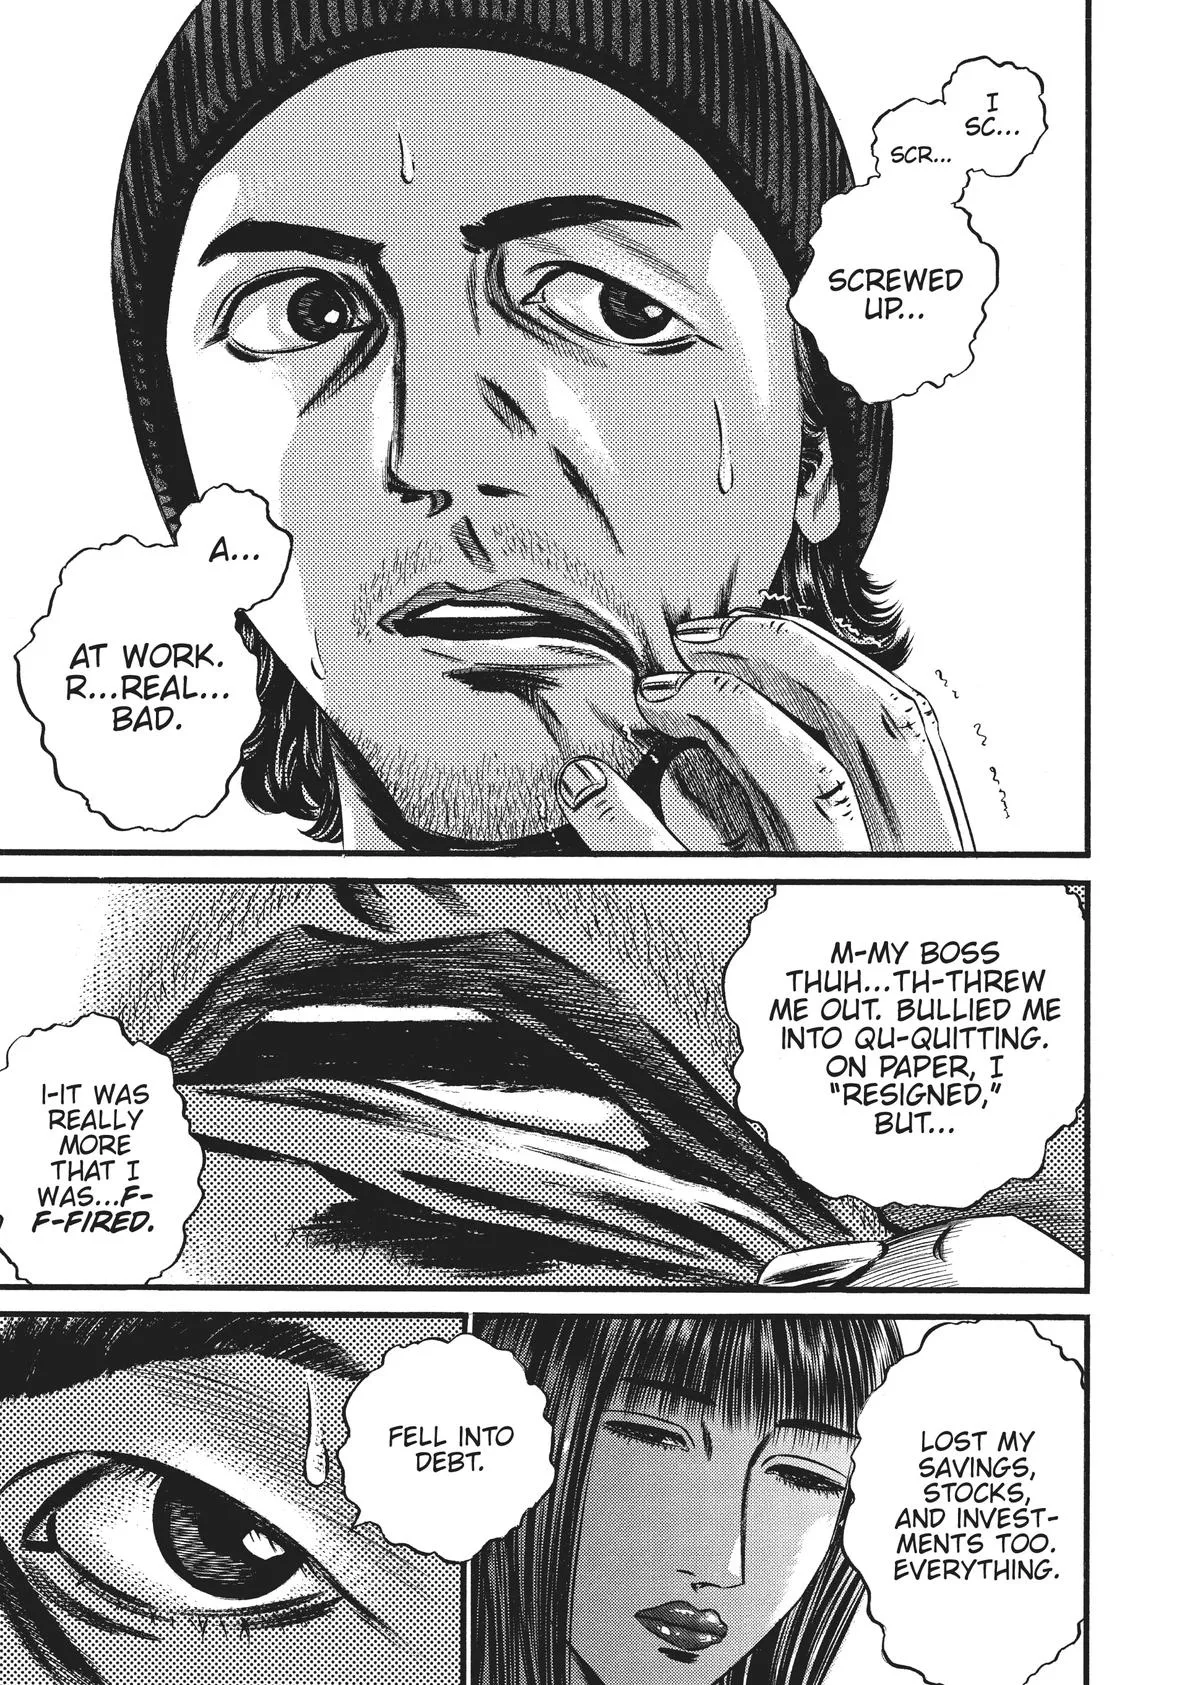 I
SC...
SCR...
SCREWED
UP...
A...
AT WORK.
R...REAL...
BAD.
M-MY BOSS
THUH...TH-THREW
ME OUT. BULLIED ME
INTO QU-QUITTING.
ON PAPER, I
"RESIGNED,"
BUT...
I-IT WAS
REALLY
MORE
THAT I
WAS...F-
F-FIRED.
LOST MY
SAVINGS,
STOCKS,
AND INVEST-
MENTS TOO.
EVERYTHING.
FELL INTO
DEBT.